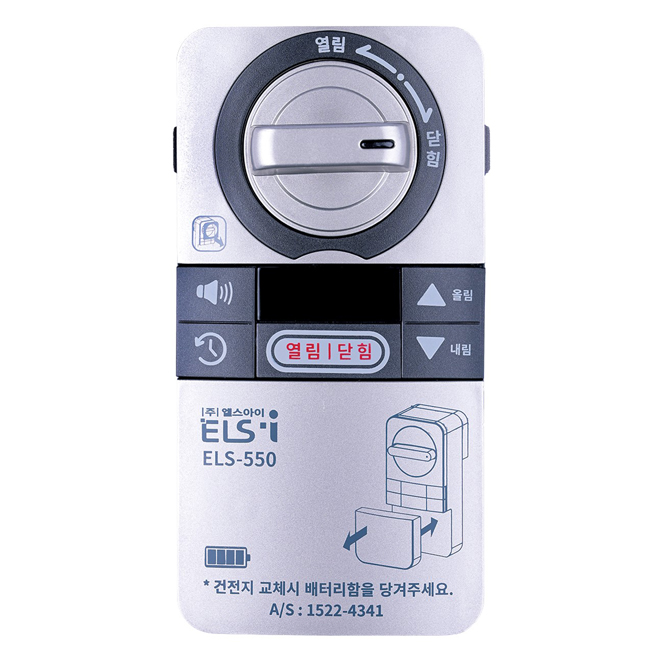 열림
닫힘
올림
열림 | 닫힘
내림
(주) 엘스아이
ELS·i
ELS-550
* 건전지 교체시 배터리함을 당겨주세요.
A/S : 1522-4341